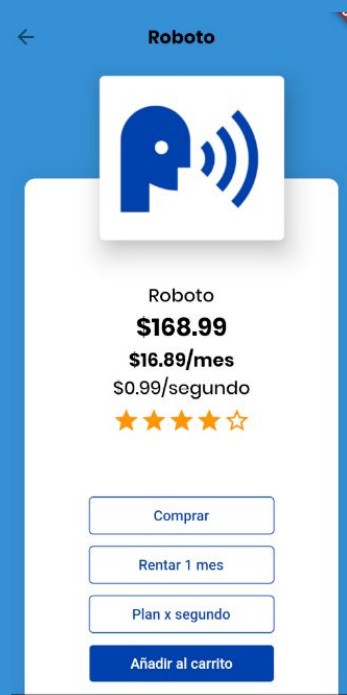 Roboto
Roboto
$168.99
$16.89/mes
$0.99/segundo
Comprar
Rentar 1 mes
Plan x segundo
Añadir al carrito